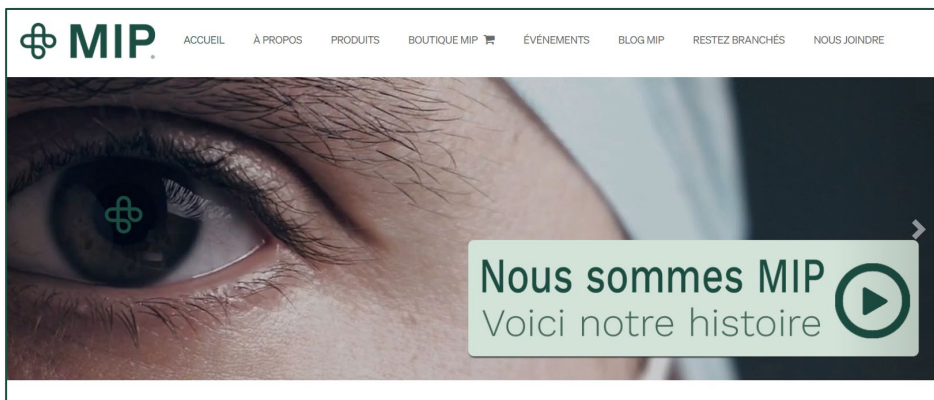 MIP
ACCUEIL À PROPOS PRODUITS BOUTIQUE MIP ÉVÉNEMENTS BLOG MIP RESTEZ BRANCHÉS NOUS JOINDRE
Nous sommes MIP
Voici notre histoire